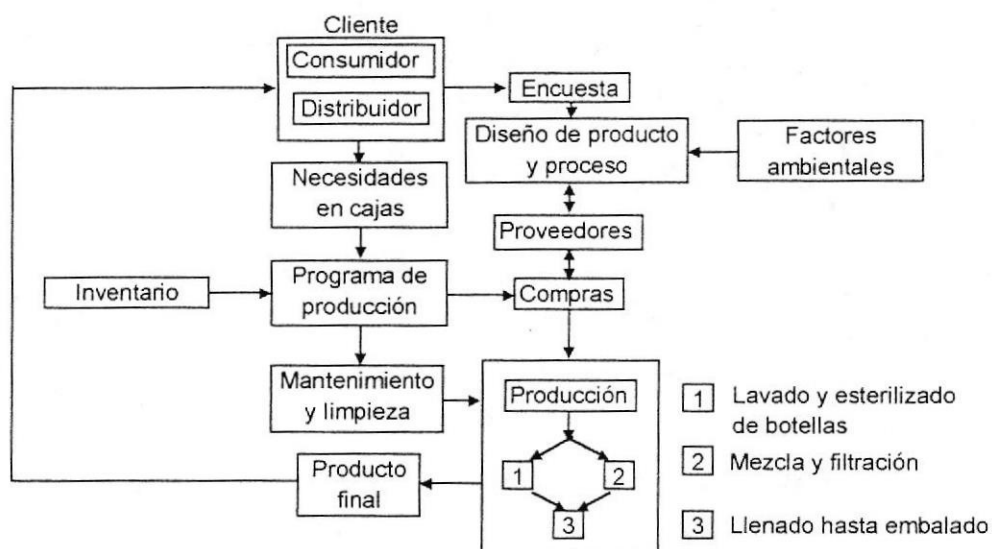 Cliente
Consumidor
Distribuidor
Encuesta
Diseño de producto
y proceso
Factores
ambientales
Necesidades
en cajas
Proveedores
Inventario
Programa de
producción
Compras
Mantenimiento
y limpieza
Producción
1
2
3
Producto
final
1 Lavado y esterilizado
de botellas
2 Mezcla y filtración
3 Llenado hasta embalado